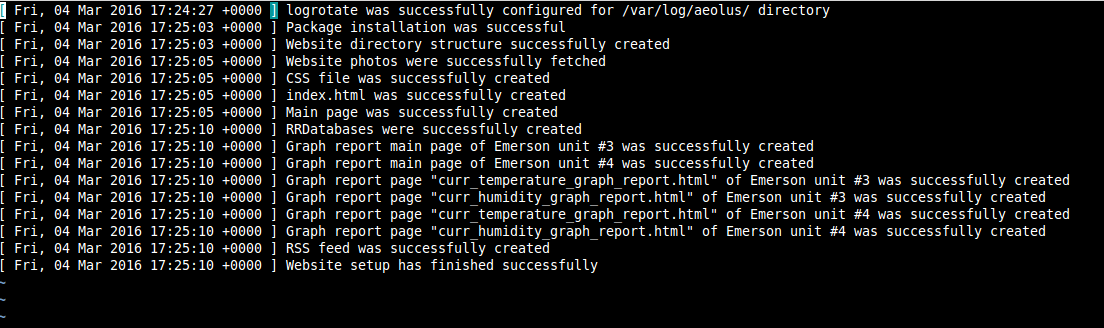 [ Fri, 04 Mar 2016 17:24:27 +0000 ] logrotate was successfully configured for /var/log/aeolus/ directory
[ Fri, 04 Mar 2016 17:25:03 +0000 ] Package installation was successful
[ Fri, 04 Mar 2016 17:25:03 +0000 ] Website directory structure successfully created
[ Fri, 04 Mar 2016 17:25:05 +0000 ] Website photos were successfully fetched
[ Fri, 04 Mar 2016 17:25:05 +0000 ] CSS file was successfully created
[ Fri, 04 Mar 2016 17:25:05 +0000 ] index.html was successfully created
[ Fri, 04 Mar 2016 17:25:05 +0000 ] Main page was successfully created
[ Fri, 04 Mar 2016 17:25:10 +0000 ] RRDatabases were successfully created
[ Fri, 04 Mar 2016 17:25:10 +0000 ] Graph report main page of Emerson unit #3 was successfully created
[ Fri, 04 Mar 2016 17:25:10 +0000 ] Graph report main page of Emerson unit #4 was successfully created
[ Fri, 04 Mar 2016 17:25:10 +0000 ] Graph report page "curr_temperature_graph_report.html" of Emerson unit #3 was successfully created
[ Fri, 04 Mar 2016 17:25:10 +0000 ] Graph report page "curr_humidity_graph_report.html" of Emerson unit #3 was successfully created
[ Fri, 04 Mar 2016 17:25:10 +0000 ] Graph report page "curr_temperature_graph_report.html" of Emerson unit #4 was successfully created
[ Fri, 04 Mar 2016 17:25:10 +0000 ] Graph report page "curr_humidity_graph_report.html" of Emerson unit #4 was successfully created
[ Fri, 04 Mar 2016 17:25:10 +0000 ] RSS feed was successfully created
[ Fri, 04 Mar 2016 17:25:10 +0000 ] Website setup has finished successfully
~
~
~